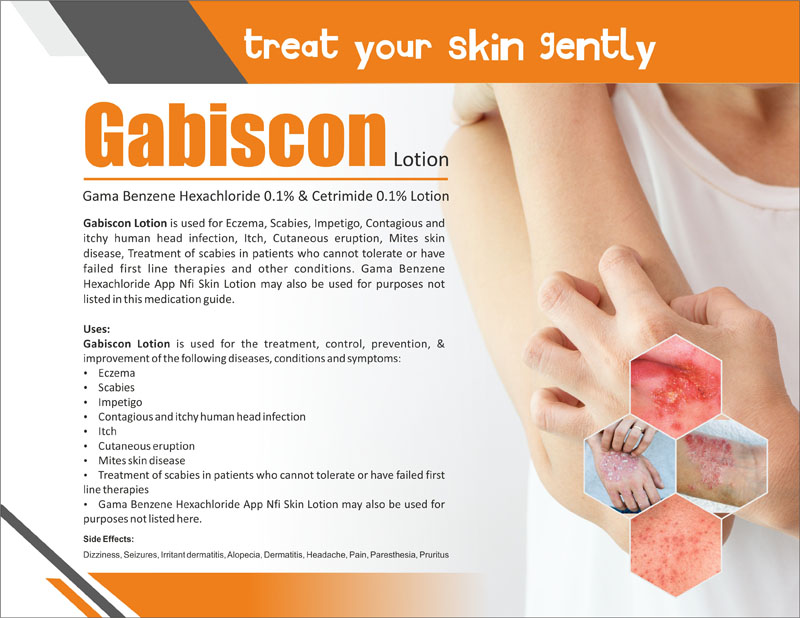 treat your skin gently
Gabiscon Lotion
Gama Benzene Hexachloride 0.1% & Cetrimide 0.1% Lotion
Gabiscon Lotion is used for Eczema, Scabies, Impetigo, Contagious and
itchy human head infection, Itch, Cutaneous eruption, Mites skin
disease, Treatment of scabies in patients who cannot tolerate or have
failed first line therapies and other conditions. Gama Benzene
Hexachloride App Nfi Skin Lotion may also be used for purposes not
listed in this medication guide.
Uses:
Gabiscon Lotion is used for the treatment, control, prevention, &
improvement of the following diseases, conditions and symptoms:
• Eczema
• Scabies
• Impetigo
• Contagious and itchy human head infection
• Itch
• Cutaneous eruption
• Mites skin disease
• Treatment of scabies in patients who cannot tolerate or have failed first
line therapies
• Gama Benzene Hexachloride App Nfi Skin Lotion may also be used for
purposes not listed here.
Side Effects:
Dizziness, Seizures, Irritant dermatitis, Alopecia, Dermatitis, Headache, Pain, Paresthesia, Pruritus